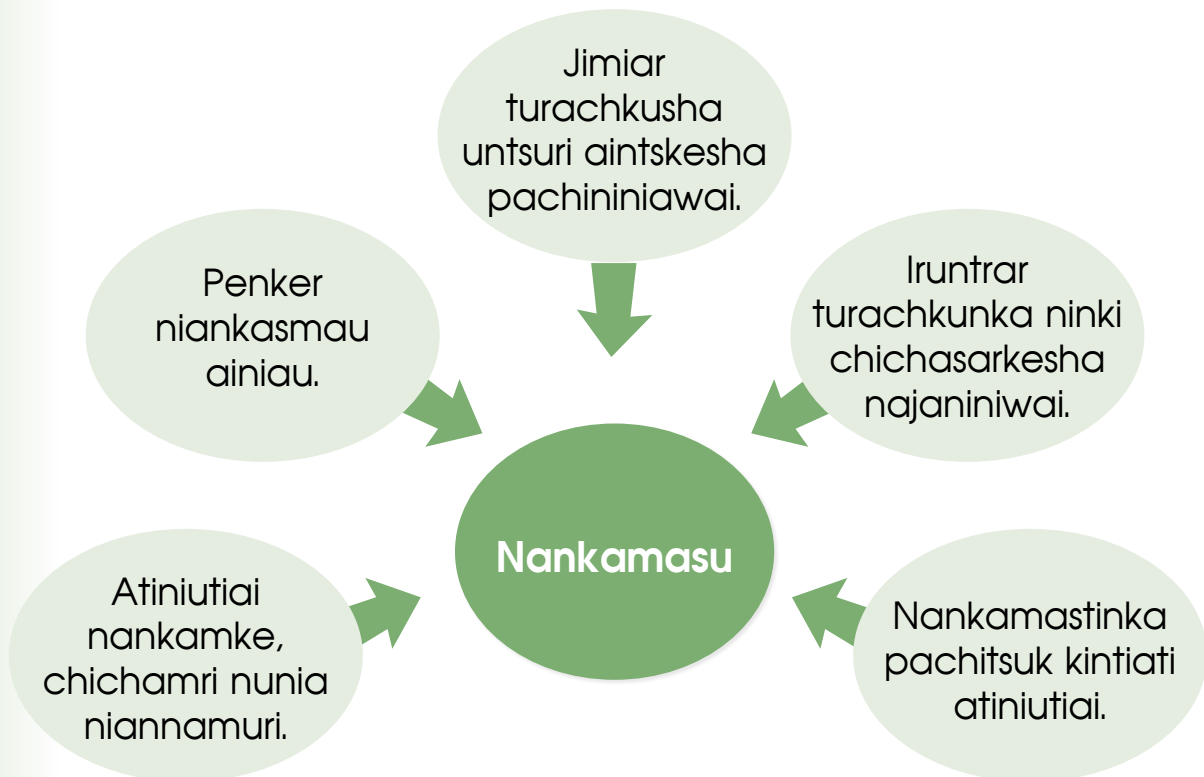 Jimiar
turachkusha
untsuri aintskesha
pachininiawai.
Penker
niankasmau
ainiau.
Iruntrar
turachkunka ninki
chichasarkesha
najaniniwai.
Nankamasu
Atiniutiai
nankamke,
chichamri nunia
niannamuri.
Nankamastinka
pachitsuk kintiati
atiniutiai.